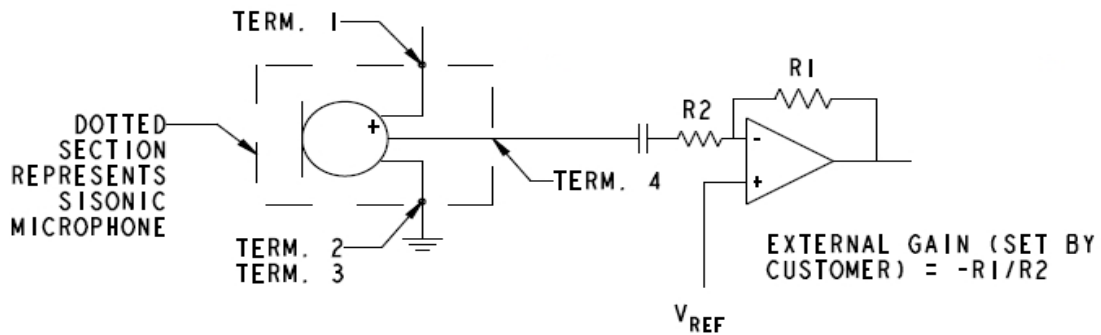 TERM. 1
DOTTED
SECTION
REPRESENTS
SISONIC
MICROPHONE
+
TERM. 4
TERM. 2
TERM. 3
R2
R1
-
+
VREF
EXTERNAL GAIN (SET BY
CUSTOMER) = -R1/R2